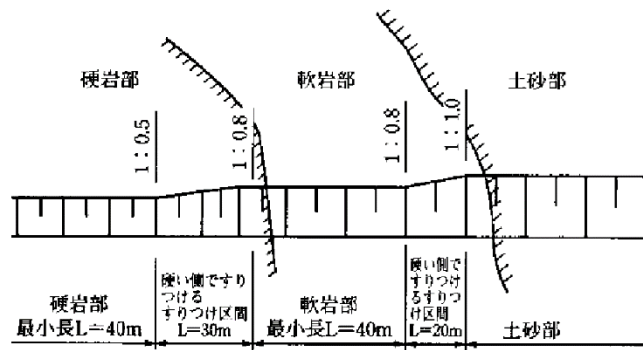 硬岩部
軟岩部
土砂部
1:0.5
1:0.8
1:0.8
1:1.0
硬岩部
最小長L=40m
硬い側ですり
つける
すりつけ区間
L=30m
軟岩部
最小長L=40m
硬い側で
すりつけ
るすりつ
け区間
L=20m
土砂部